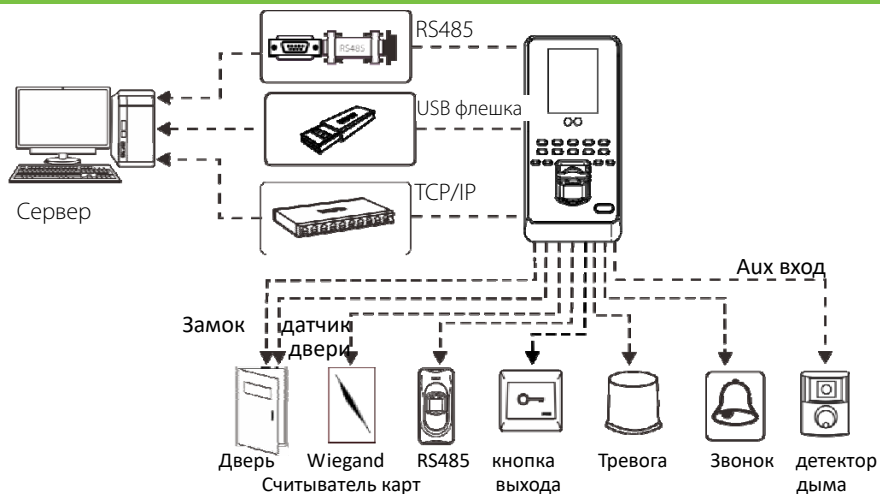 RS485
RS485
USB флешка
TCP/IP
Сервер
Aux вход
Замок датчик
двери
Дверь Wiegand RS485 кнопка Тревога Звонок детектор
Считыватель карт выхода дыма